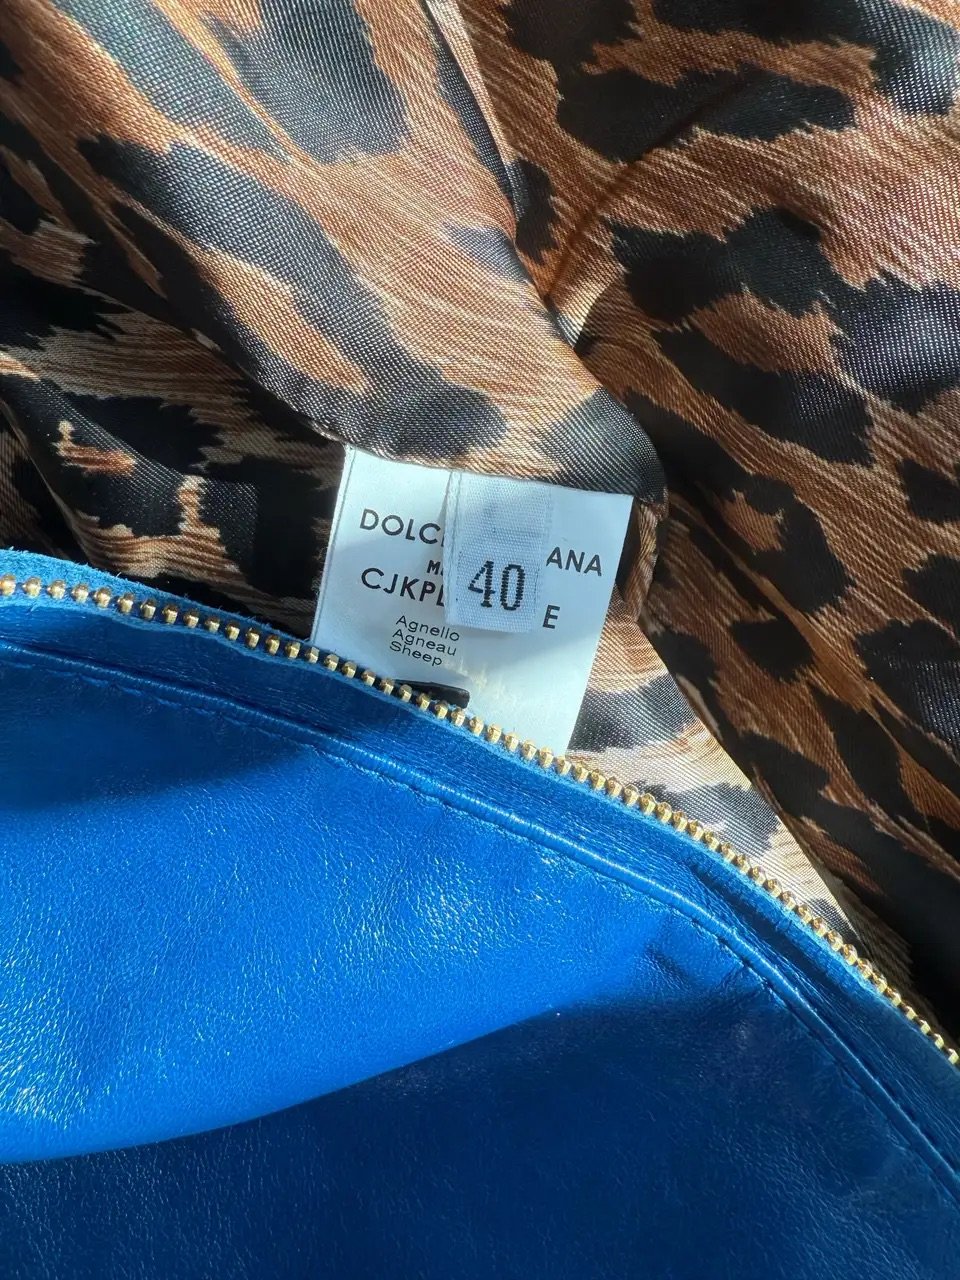 DOLC ANA
M
CJKPL E
40
Agnello
Agneau
Sheep